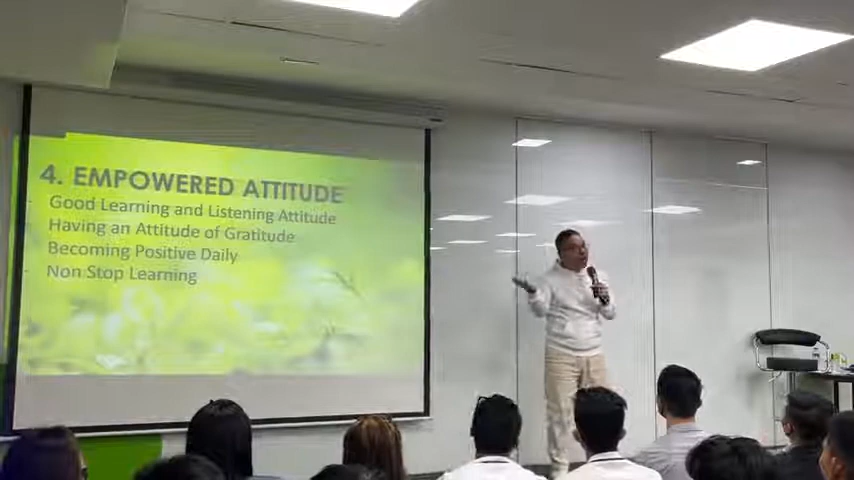 4. EMPOWERED ATTITUDE
Good Learning and Listening Attitude
Having an Attitude of Gratitude
Becoming Positive Daily
Non Stop Learning